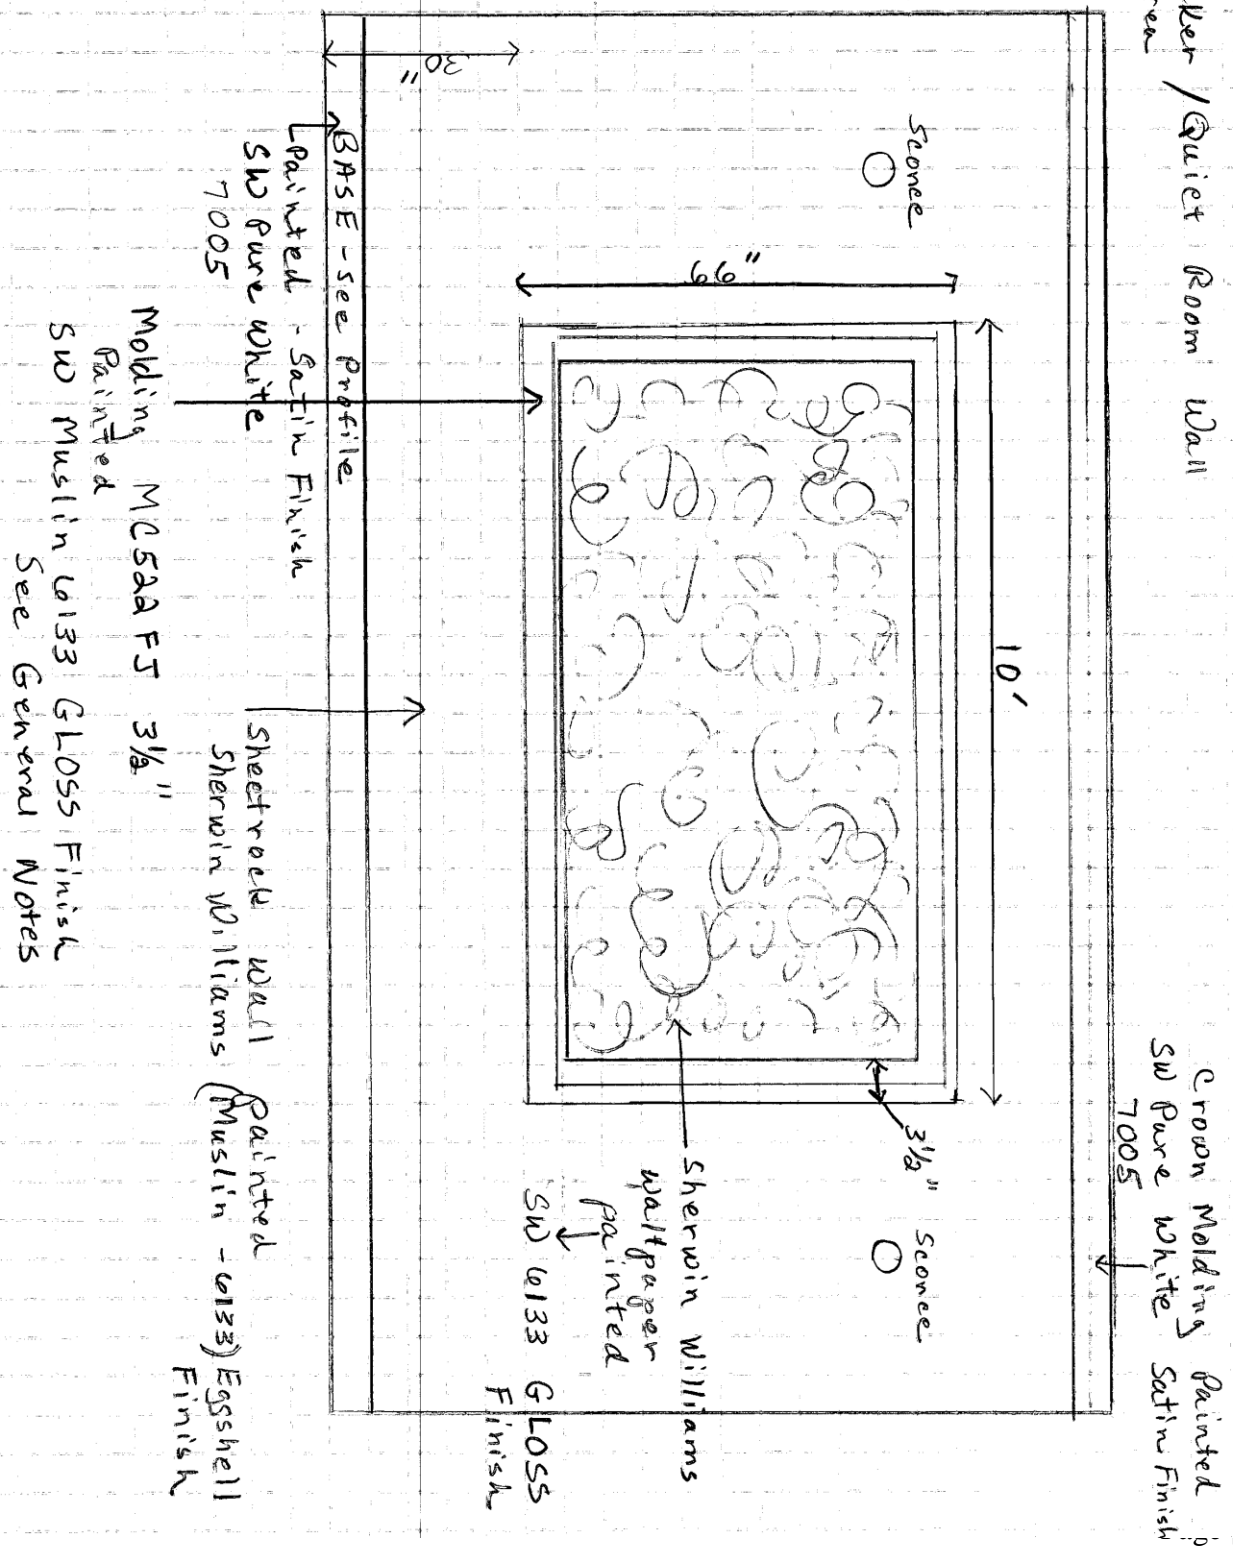 /Quiet Room Wall
Crown Molding Painted
SW Pure White Satin Finish
7005
Sconce
Sconce
10'
66"
3½"
30"
Sherwin Williams
wallpaper
painted
SW 6133 GLOSS
Finish
BASE - see profile
Painted - Satin Finish
SW Pure White
7005
Sheetrock Wall Painted
Sherwin Williams (Muslin - 6133) Eggshell
Finish
Molding MC522FJ 3½"
Painted
SW Muslin 6133 GLOSS Finish
See General Notes